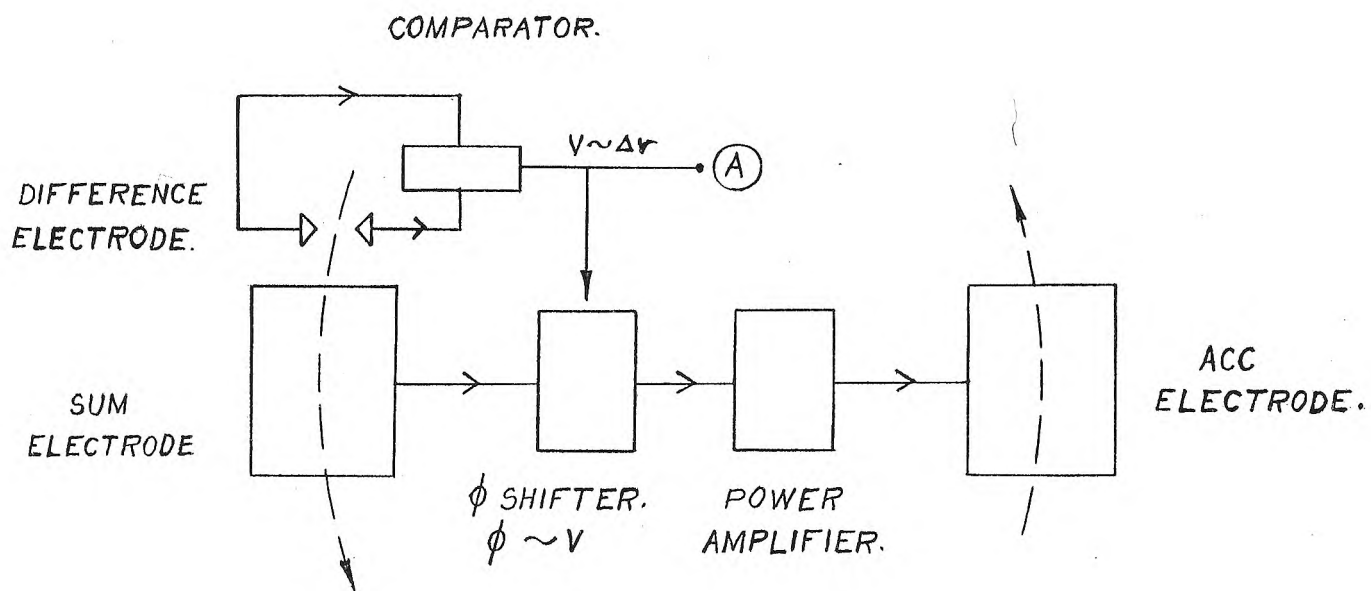 COMPARATOR.
V ~ Δr
A
DIFFERENCE
ELECTRODE.
SUM
ELECTRODE
ϕ SHIFTER.
ϕ ~ V
POWER
AMPLIFIER.
ACC
ELECTRODE.